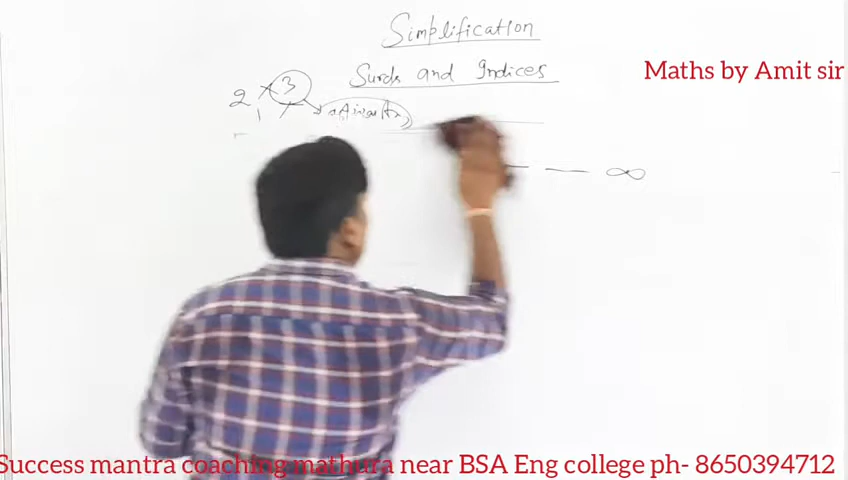 Simplification
Surds and Indices
Maths by Amit sir
2 × 3
∞
Success mantra coaching mathura near BSA Eng college ph- 8650394712